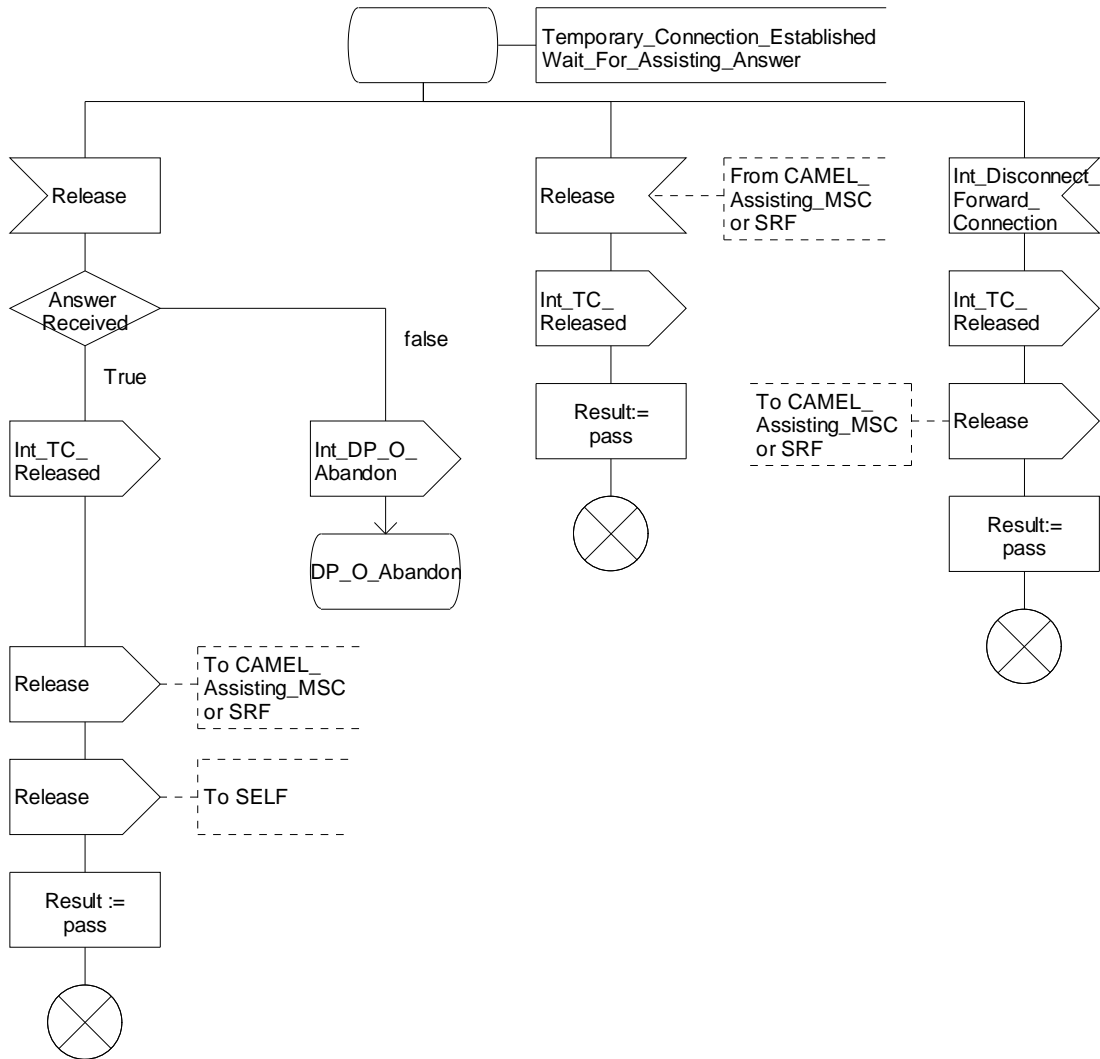 Temporary_Connection_Established
Wait_For_Assisting_Answer
Release
Release
From CAMEL_
Assisting_MSC
or SRF
Int_Disconnect_
Forward_
Connection
Answer
Received
false
True
Int_TC_
Released
Int_TC_
Released
Int_TC_
Released
Int_DP_O_
Abandon
Result:=
pass
To CAMEL_
Assisting_MSC
or SRF
Release
DP_O_Abandon
Result:=
pass
Release
To CAMEL_
Assisting_MSC
or SRF
Release
To SELF
Result :=
pass